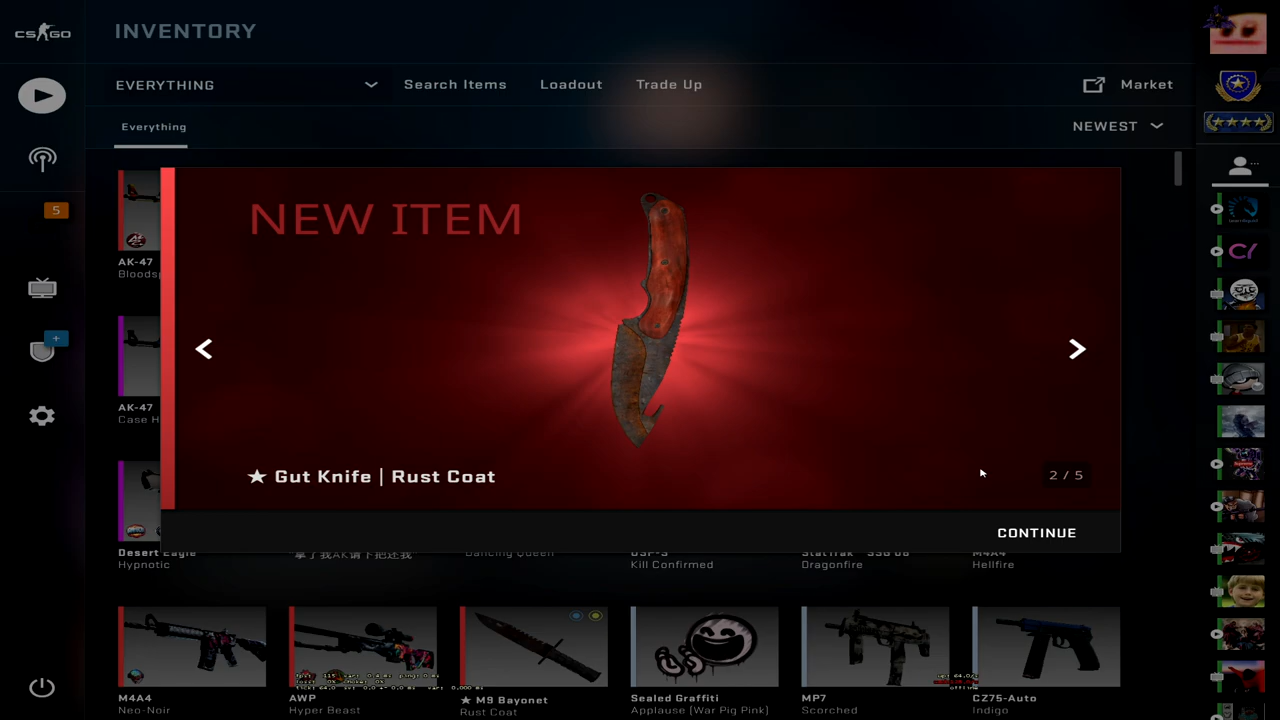 CS GO
INVENTORY
EVERYTHING
Search Items
Loadout
Trade Up
Market
Everything
NEWEST
5
NEW ITEM
AK-47
AK-47
★ Gut Knife | Rust Coat
2 / 5
CONTINUE
Desert Eagle
Hypnotic
Kill Confirmed
Dragonfire
M4A4
Hellfire
M4A4
Neo-Noir
AWP
Hyper Beast
★ M9 Bayonet
Rust Coat
Sealed Graffiti
Applause (War Pig Pink)
MP7
Scorched
CZ75-Auto
Indigo